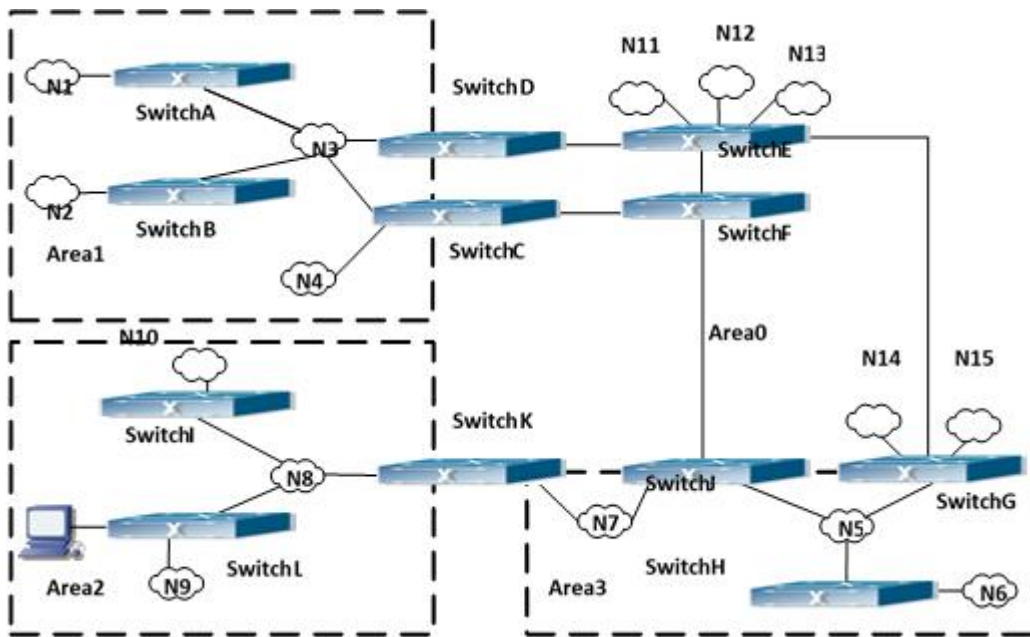 N11
N12
N13
N1
SwitchA
SwitchD
N3
SwitchE
N2
SwitchB
SwitchC
SwitchF
Area1
N4
Area0
N10
N14
N15
SwitchI
SwitchK
N8
SwitchJ
SwitchG
N7
N5
Area2
N9
SwitchL
Area3
SwitchH
N6